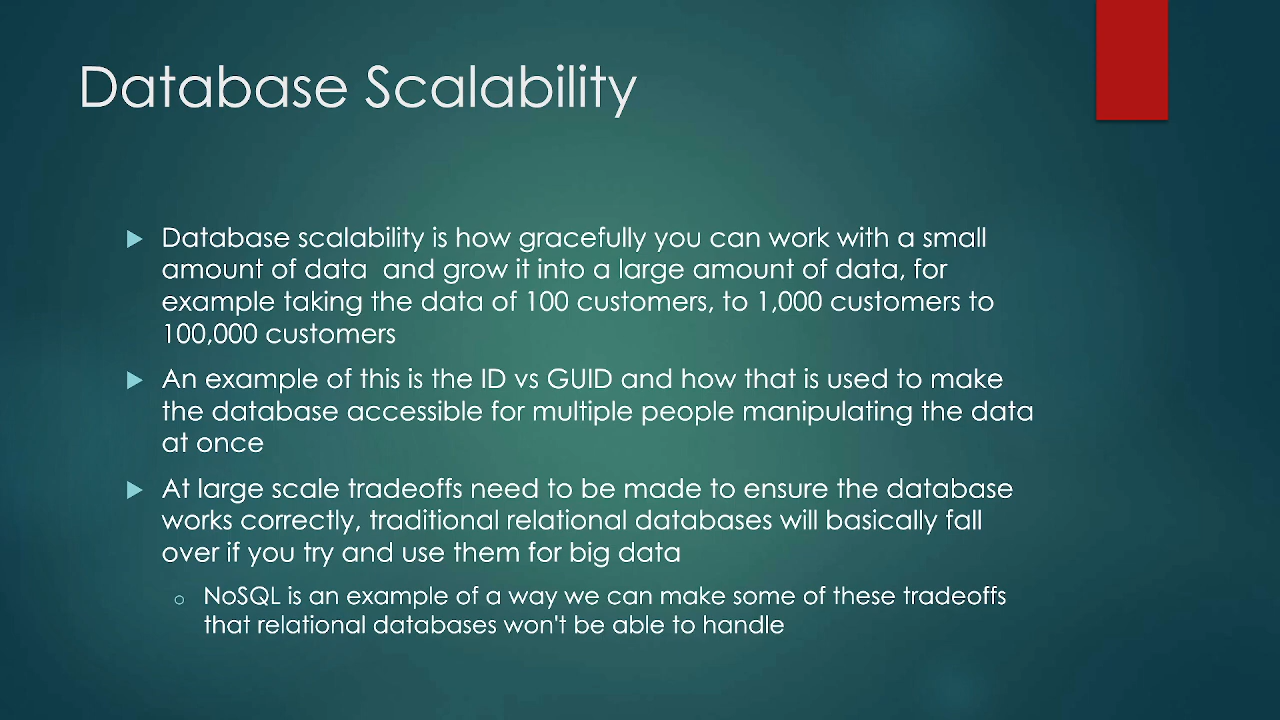 Database Scalability
Database scalability is how gracefully you can work with a small
amount of data  and grow it into a large amount of data, for
example taking the data of 100 customers, to 1,000 customers to
100,000 customers
An example of this is the ID vs GUID and how that is used to make
the database accessible for multiple people manipulating the data
at once
At large scale tradeoffs need to be made to ensure the database
works correctly, traditional relational databases will basically fall
over if you try and use them for big data
NoSQL is an example of a way we can make some of these tradeoffs
that relational databases won't be able to handle